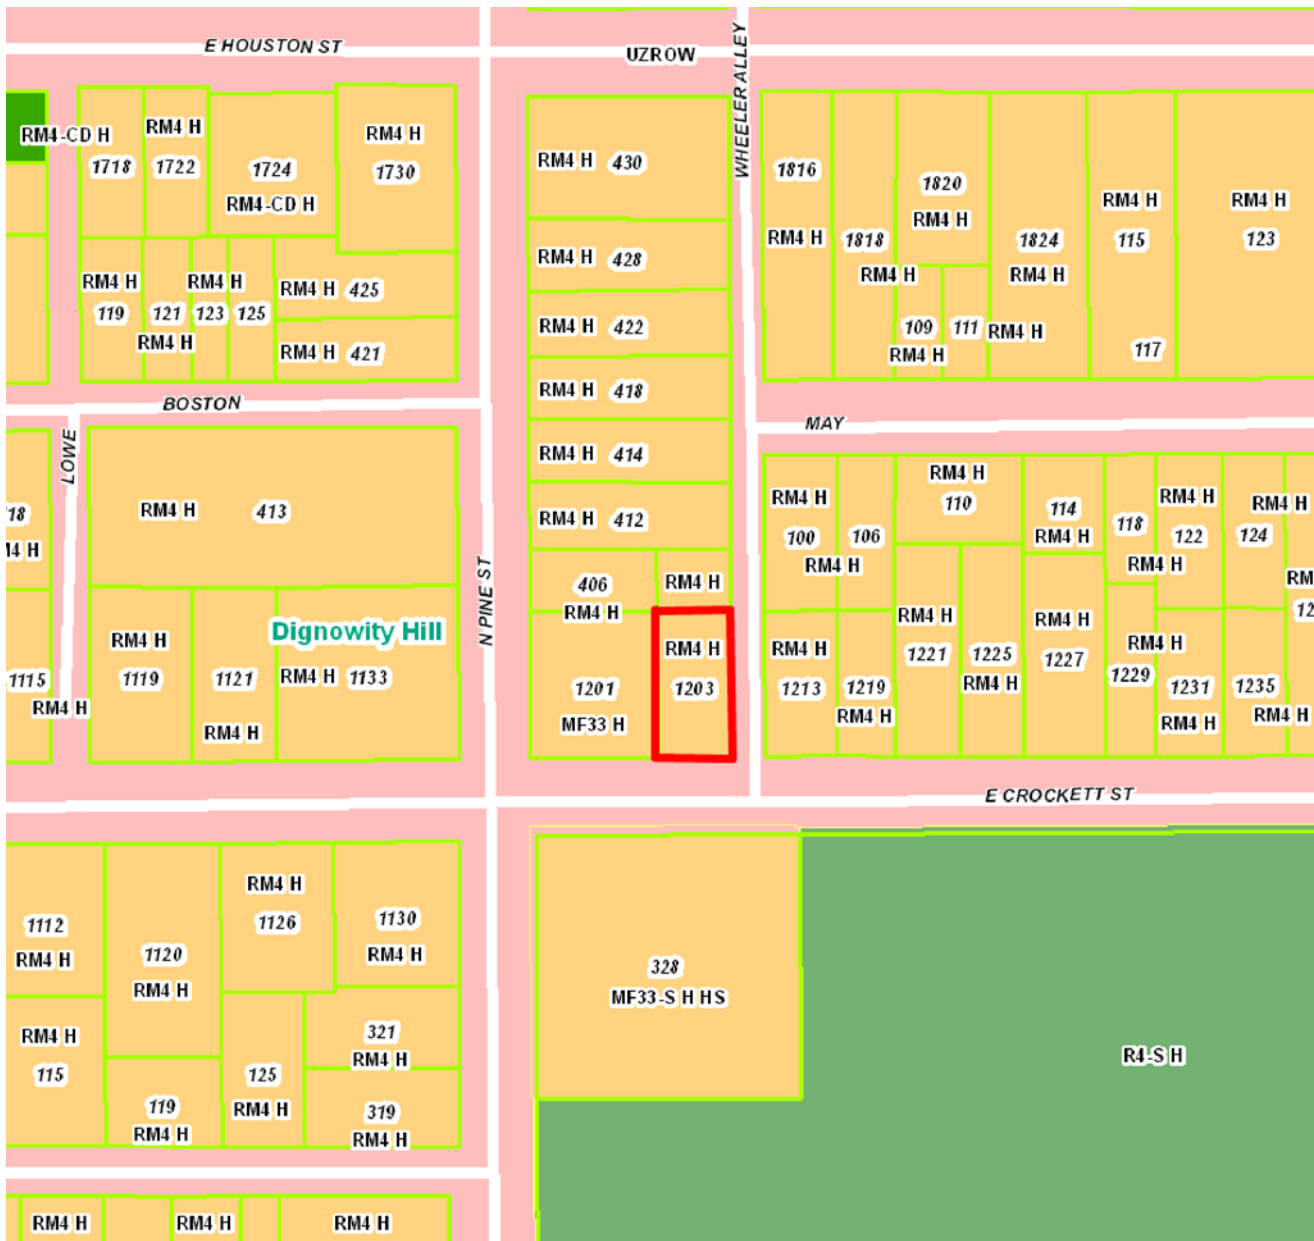 E HOUSTON ST
UZROW
WHEELER ALLEY
RM4-CD H
1718
RM4 H
1722
1724
RM4-CD H
RM4 H
1730
RM4 H 430
1816
RM4 H
1818
RM4 H
1820
RM4 H
1824
RM4 H
RM4 H
RM4 H
115
117
RM4 H
123
RM4 H
119
121
RM4 H
RM4 H
123
125
RM4 H 425
RM4 H 421
RM4 H 428
RM4 H 422
RM4 H 418
RM4 H 414
RM4 H 412
109
RM4 H
111
BOSTON
MAY
LOWE
N PINE ST
RM4 H 413
18
M4 H
1115
RM4 H
RM4 H
1119
1121
RM4 H
Dignowity Hill
RM4 H 1133
406
RM4 H
RM4 H
1201
MF33 H
RM4 H
1203
RM4 H
100
106
RM4 H
RM4 H
110
114
RM4 H
118
RM4 H
RM4 H
122
124
RM4 H
RM
12
RM4 H
1213
1219
RM4 H
RM4 H
1221
1225
RM4 H
RM4 H
1227
RM4 H
1229
1231
RM4 H
1235
RM4 H
E CROCKETT ST
1112
RM4 H
1120
RM4 H
RM4 H
1126
1130
RM4 H
RM4 H
115
119
RM4 H
125
RM4 H
321
RM4 H
319
RM4 H
328
MF33-S H HS
R4-S H
RM4 H
RM4 H
RM4 H